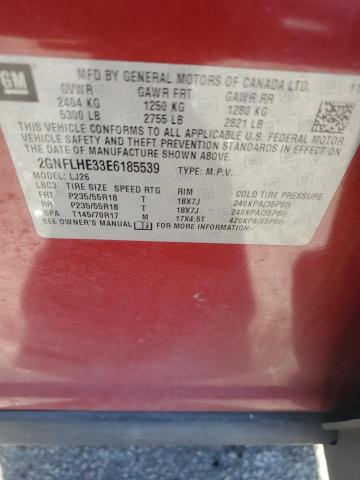 GM
MFD BY GENERAL MOTORS OF CANADA LTD.
GVWR GAWR FRT GAWR RR
2404 KG 1250 KG 1280 KG
5300 LB 2755 LB 2821 LB
THIS VEHICLE CONFORMS TO ALL APPLICABLE U.S. FEDERAL MOTOR
VEHICLE SAFETY, BUMPER, AND THEFT PREVENTION STANDARDS
IN EFFECT ON THE DATE OF MANUFACTURE SHOWN ABOVE.
2GNFLHE33E6185539 TYPE: M.P.V.
MODEL: LJ26
LBC3 TIRE SIZE SPEED RTG RIM COLD TIRE PRESSURE
FRT P235/55R18 T 18X7J 240KPA(35PSI)
RR P235/55R18 T 18X7J 240KPA(35PSI)
SPA T145/70R17 M 17X4.5T 420KPA(60PSI)
SEE OWNER'S MANUAL FOR MORE INFORMATION.